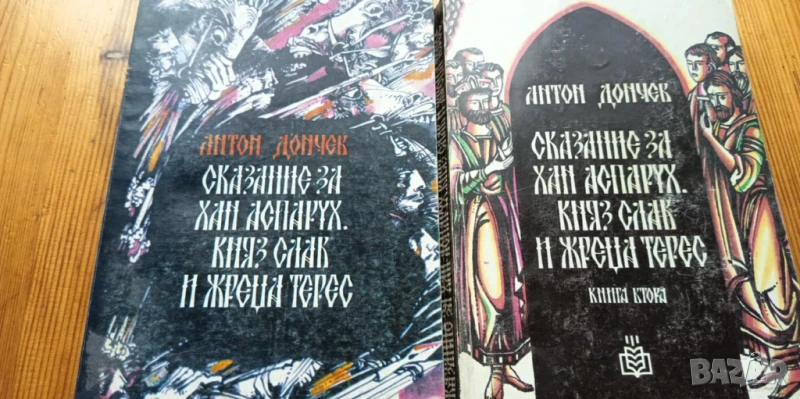 АНТОН ДОНЧЕВ
СКАЗАНИЕ ЗА
ХАН АСПАРУХ.
КНЯЗ СЛАВ
И ЖРЕЦА ТЕРЕС
АНТОН ДОНЧЕВ
СКАЗАНИЕ ЗА
ХАН АСПАРУХ.
КНЯЗ СЛАВ
И ЖРЕЦА ТЕРЕС
КНИГА ВТОРА
BAZAR